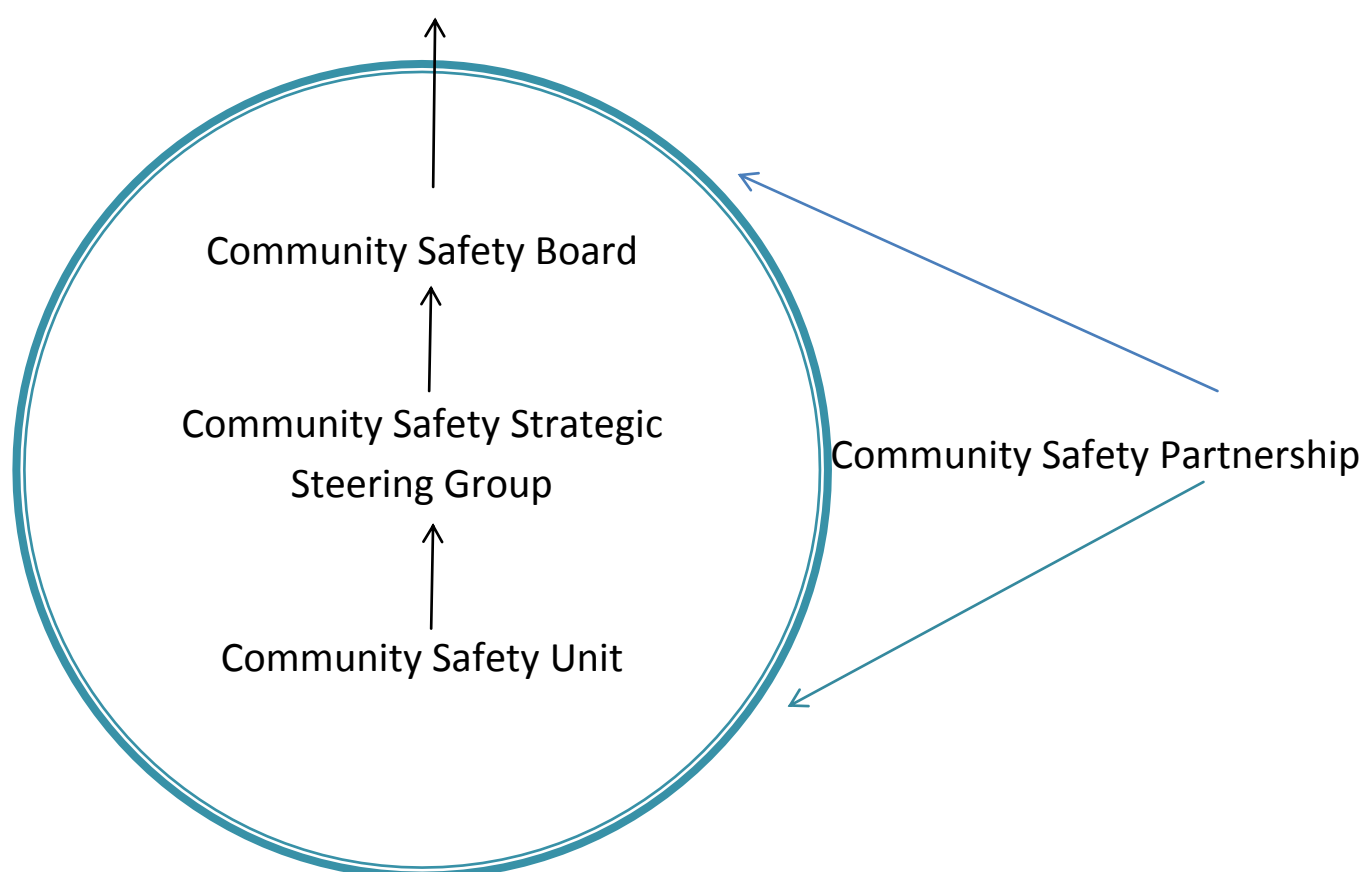 Community Safety Board
Community Safety Strategic
Steering Group
Community Safety Partnership
Community Safety Unit